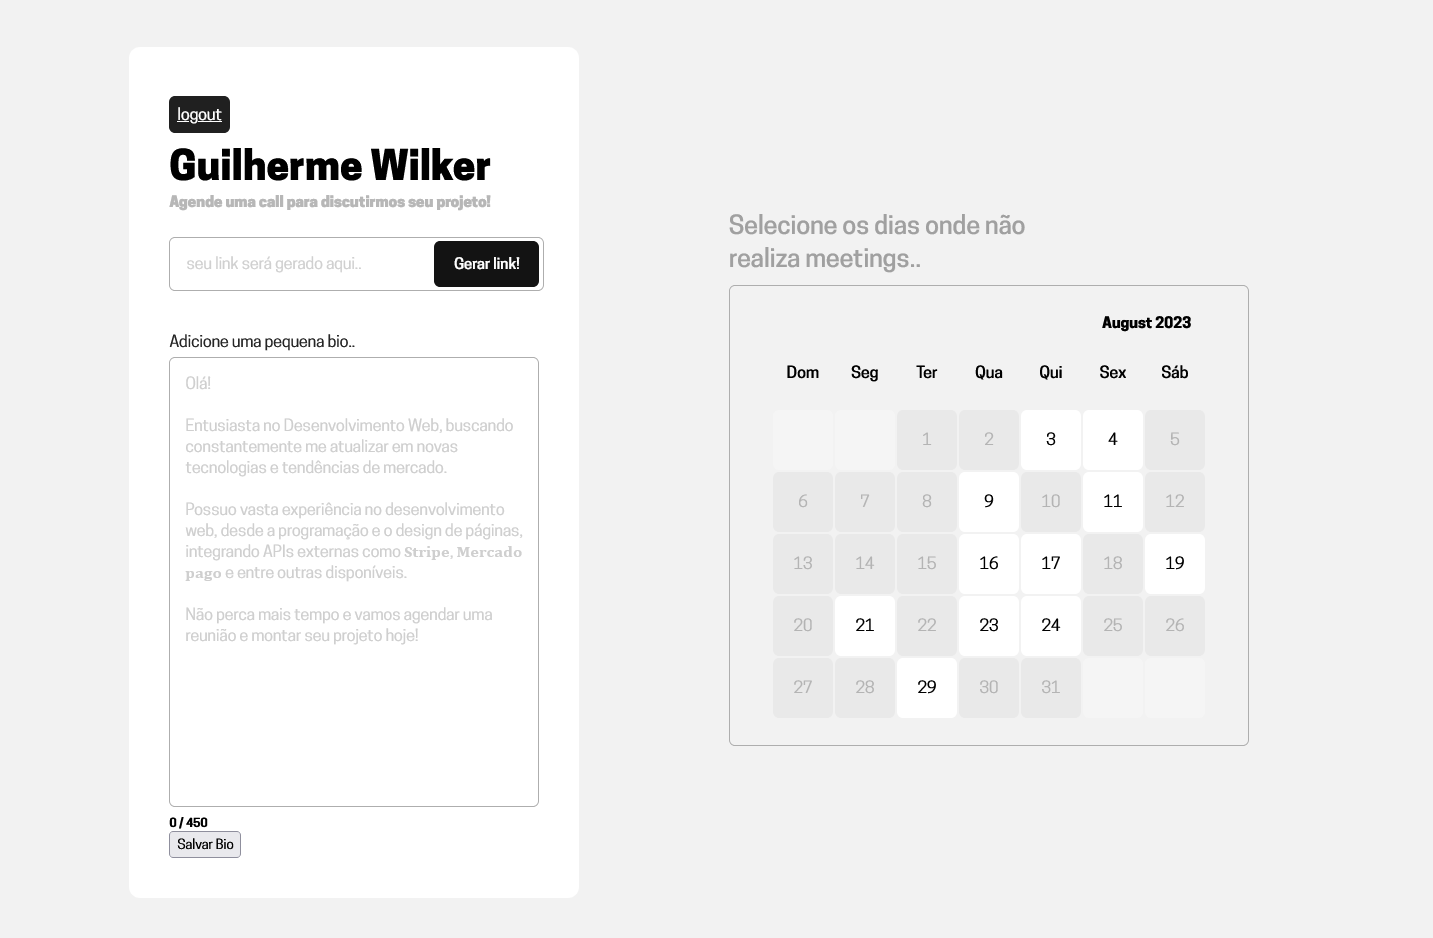 logout
Guilherme Wilker
Agende uma call para discutirmos seu projeto!
seu link será gerado aqui..
Gerar link!
Adicione uma pequena bio..
Olá!
Entusiasta no Desenvolvimento Web, buscando
constantemente me atualizar em novas
tecnologias e tendências de mercado.
Possuo vasta experiência no desenvolvimento
web, desde a programação e o design de páginas,
integrando APIs externas como 𝐒𝐭𝐫𝐢𝐩𝐞, 𝐌𝐞𝐫𝐜𝐚𝐝𝐨
𝐩𝐚𝐠𝐨 e entre outras disponíveis.
Não perca mais tempo e vamos agendar uma
reunião e montar seu projeto hoje!
0 / 450
Salvar Bio
Selecione os dias onde não
realiza meetings..
August 2023
Dom Seg Ter Qua Qui Sex Sáb
1 2 3 4 5
6 7 8 9 10 11 12
13 14 15 16 17 18 19
20 21 22 23 24 25 26
27 28 29 30 31